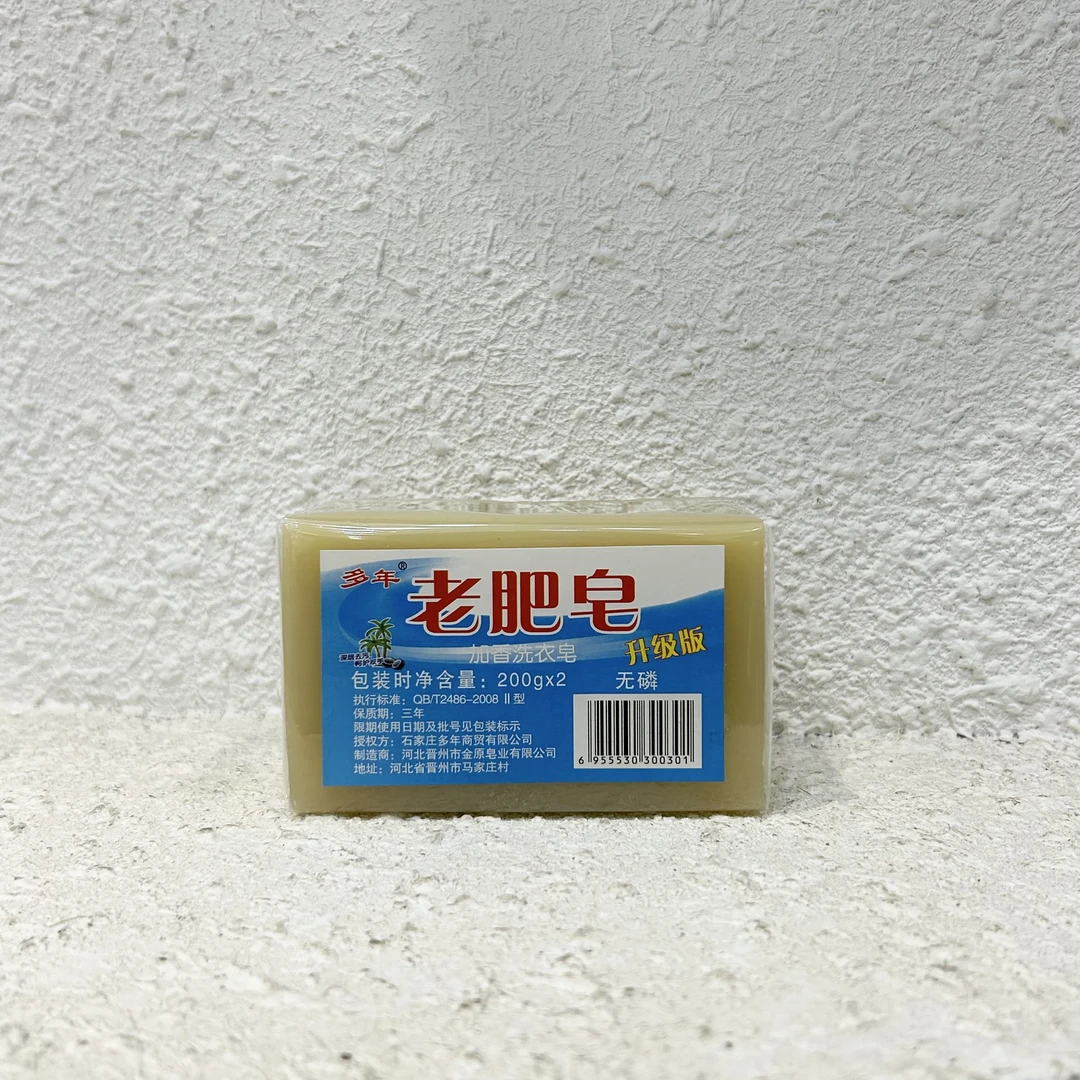 多年®
老肥皂
加香洗衣皂
升级版
包装时净含量：200gx2 无磷
执行标准：QB/T2486-2008 Ⅱ型
保质期：三年
限期使用日期及批号见包装标示
授权方：石家庄多年商贸有限公司
制造商：河北晋州市金原皂业有限公司
地址：河北省晋州市马家庄村
6 955530 300301